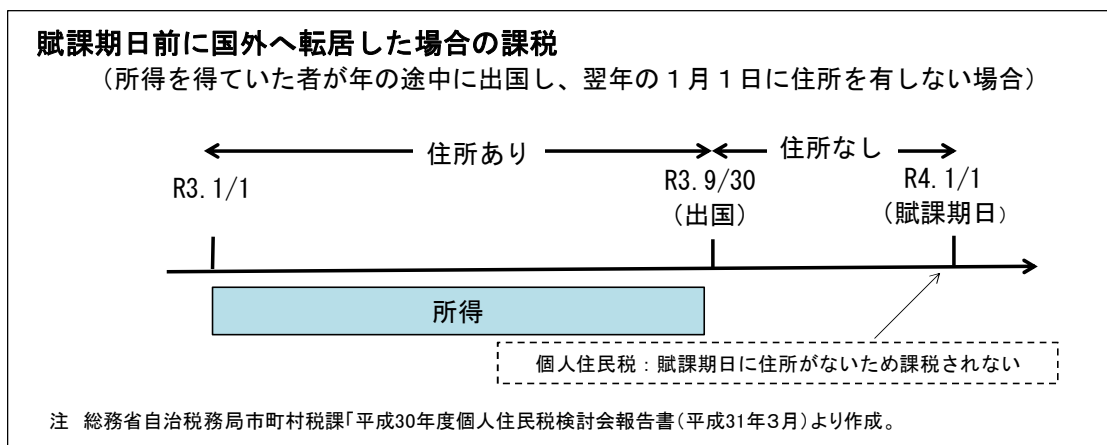 賦課期日前に国外へ転居した場合の課税
（所得を得ていた者が年の途中に出国し、翌年の１月１日に住所を有しない場合）
住所あり
住所なし
R3.1/1
R3.9/30
（出国）
R4.1/1
（賦課期日）
所得
個人住民税：賦課期日に住所がないため課税されない
注　総務省自治税務局市町村税課「平成30年度個人住民税検討会報告書（平成31年３月）より作成。